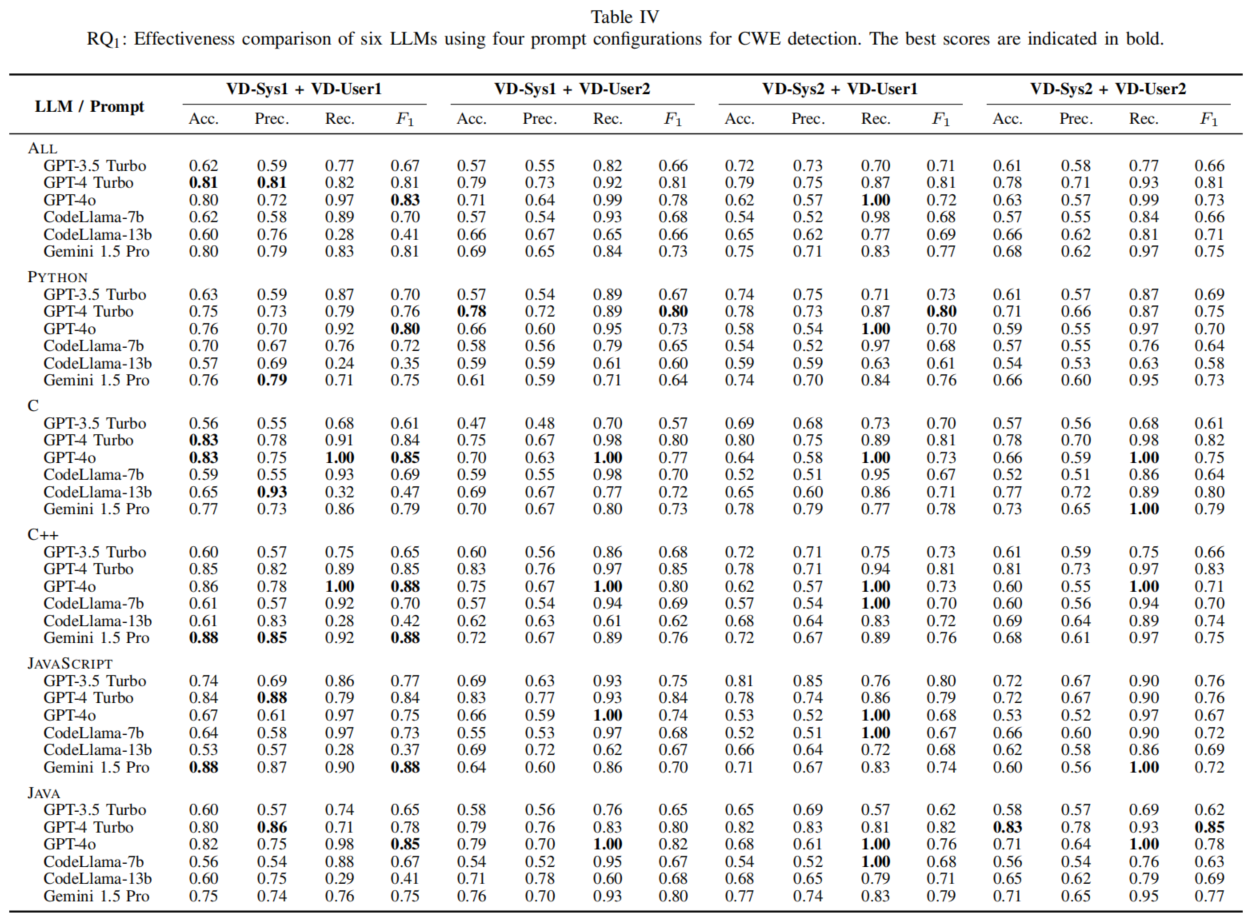 Table IV
RQ1: Effectiveness comparison of six LLMs using four prompt configurations for CWE detection. The best scores are indicated in bold.
LLM / Prompt VD-Sys1 + VD-User1 VD-Sys1 + VD-User2 VD-Sys2 + VD-User1 VD-Sys2 + VD-User2
Acc. Prec. Rec. F1 Acc. Prec. Rec. F1 Acc. Prec. Rec. F1 Acc. Prec. Rec. F1
ALL
GPT-3.5 Turbo 0.62 0.59 0.77 0.67 0.57 0.55 0.82 0.66 0.72 0.73 0.70 0.71 0.61 0.58 0.77 0.66
GPT-4 Turbo 0.81 0.81 0.82 0.81 0.79 0.73 0.92 0.81 0.79 0.75 0.87 0.81 0.78 0.71 0.93 0.81
GPT-4o 0.80 0.72 0.97 0.83 0.71 0.64 0.99 0.78 0.62 0.57 1.00 0.72 0.63 0.57 0.99 0.73
CodeLlama-7b 0.62 0.58 0.89 0.70 0.57 0.54 0.93 0.68 0.54 0.52 0.98 0.68 0.57 0.55 0.84 0.66
CodeLlama-13b 0.60 0.76 0.28 0.41 0.66 0.67 0.65 0.66 0.65 0.62 0.77 0.69 0.66 0.62 0.81 0.71
Gemini 1.5 Pro 0.80 0.79 0.83 0.81 0.69 0.65 0.84 0.73 0.75 0.71 0.83 0.77 0.68 0.62 0.97 0.75
PYTHON
GPT-3.5 Turbo 0.63 0.59 0.87 0.70 0.57 0.54 0.89 0.67 0.74 0.75 0.71 0.73 0.61 0.57 0.87 0.69
GPT-4 Turbo 0.75 0.73 0.79 0.76 0.78 0.72 0.89 0.80 0.78 0.73 0.87 0.80 0.71 0.66 0.87 0.75
GPT-4o 0.76 0.70 0.92 0.80 0.66 0.60 0.95 0.73 0.58 0.54 1.00 0.70 0.59 0.55 0.97 0.70
CodeLlama-7b 0.70 0.67 0.76 0.72 0.58 0.56 0.79 0.65 0.54 0.52 0.97 0.68 0.57 0.55 0.76 0.64
CodeLlama-13b 0.57 0.69 0.24 0.35 0.59 0.59 0.61 0.60 0.59 0.59 0.63 0.61 0.54 0.53 0.63 0.58
Gemini 1.5 Pro 0.76 0.79 0.71 0.75 0.61 0.59 0.71 0.64 0.74 0.70 0.84 0.76 0.66 0.60 0.95 0.73
C
GPT-3.5 Turbo 0.56 0.55 0.68 0.61 0.47 0.48 0.70 0.57 0.69 0.68 0.73 0.70 0.57 0.56 0.68 0.61
GPT-4 Turbo 0.83 0.78 0.91 0.84 0.75 0.67 0.98 0.80 0.80 0.75 0.89 0.81 0.78 0.70 0.98 0.82
GPT-4o 0.83 0.75 1.00 0.85 0.70 0.63 1.00 0.77 0.64 0.58 1.00 0.73 0.66 0.59 1.00 0.75
CodeLlama-7b 0.59 0.55 0.93 0.69 0.59 0.55 0.98 0.70 0.52 0.51 0.95 0.67 0.52 0.51 0.86 0.64
CodeLlama-13b 0.65 0.93 0.32 0.47 0.69 0.67 0.77 0.72 0.65 0.60 0.86 0.71 0.77 0.72 0.89 0.80
Gemini 1.5 Pro 0.77 0.73 0.86 0.79 0.70 0.67 0.80 0.73 0.78 0.79 0.77 0.78 0.73 0.65 1.00 0.79
C++
GPT-3.5 Turbo 0.60 0.57 0.75 0.65 0.60 0.56 0.86 0.68 0.72 0.71 0.75 0.73 0.61 0.59 0.75 0.66
GPT-4 Turbo 0.85 0.82 0.89 0.85 0.83 0.76 0.97 0.85 0.78 0.71 0.94 0.81 0.81 0.73 0.97 0.83
GPT-4o 0.86 0.78 1.00 0.88 0.75 0.67 1.00 0.80 0.62 0.57 1.00 0.73 0.60 0.55 1.00 0.71
CodeLlama-7b 0.61 0.57 0.92 0.70 0.57 0.54 0.94 0.69 0.57 0.54 1.00 0.70 0.60 0.56 0.94 0.70
CodeLlama-13b 0.61 0.83 0.28 0.42 0.62 0.63 0.61 0.62 0.68 0.64 0.83 0.72 0.69 0.64 0.89 0.74
Gemini 1.5 Pro 0.88 0.85 0.92 0.88 0.72 0.67 0.89 0.76 0.72 0.67 0.89 0.76 0.68 0.61 0.97 0.75
JAVASCRIPT
GPT-3.5 Turbo 0.74 0.69 0.86 0.77 0.69 0.63 0.93 0.75 0.81 0.85 0.76 0.80 0.72 0.67 0.90 0.76
GPT-4 Turbo 0.84 0.88 0.79 0.84 0.83 0.77 0.93 0.84 0.78 0.74 0.86 0.79 0.72 0.67 0.90 0.76
GPT-4o 0.67 0.61 0.97 0.75 0.66 0.59 1.00 0.74 0.53 0.52 1.00 0.68 0.53 0.52 0.97 0.67
CodeLlama-7b 0.64 0.58 0.97 0.73 0.55 0.53 0.97 0.68 0.52 0.51 1.00 0.67 0.66 0.60 0.90 0.72
CodeLlama-13b 0.53 0.57 0.28 0.37 0.69 0.72 0.62 0.67 0.66 0.64 0.72 0.68 0.62 0.58 0.86 0.69
Gemini 1.5 Pro 0.88 0.87 0.90 0.88 0.64 0.60 0.86 0.70 0.71 0.67 0.83 0.74 0.60 0.56 1.00 0.72
JAVA
GPT-3.5 Turbo 0.60 0.57 0.74 0.65 0.58 0.56 0.76 0.65 0.65 0.69 0.57 0.62 0.58 0.57 0.69 0.62
GPT-4 Turbo 0.80 0.86 0.71 0.78 0.79 0.76 0.83 0.80 0.82 0.83 0.81 0.82 0.83 0.78 0.93 0.85
GPT-4o 0.82 0.75 0.98 0.85 0.79 0.70 1.00 0.82 0.68 0.61 1.00 0.76 0.71 0.64 1.00 0.78
CodeLlama-7b 0.56 0.54 0.88 0.67 0.54 0.52 0.95 0.67 0.54 0.52 1.00 0.68 0.56 0.54 0.76 0.63
CodeLlama-13b 0.60 0.75 0.29 0.41 0.71 0.78 0.60 0.68 0.68 0.65 0.79 0.71 0.65 0.62 0.79 0.69
Gemini 1.5 Pro 0.75 0.74 0.76 0.75 0.76 0.70 0.93 0.80 0.77 0.74 0.83 0.79 0.71 0.65 0.95 0.77